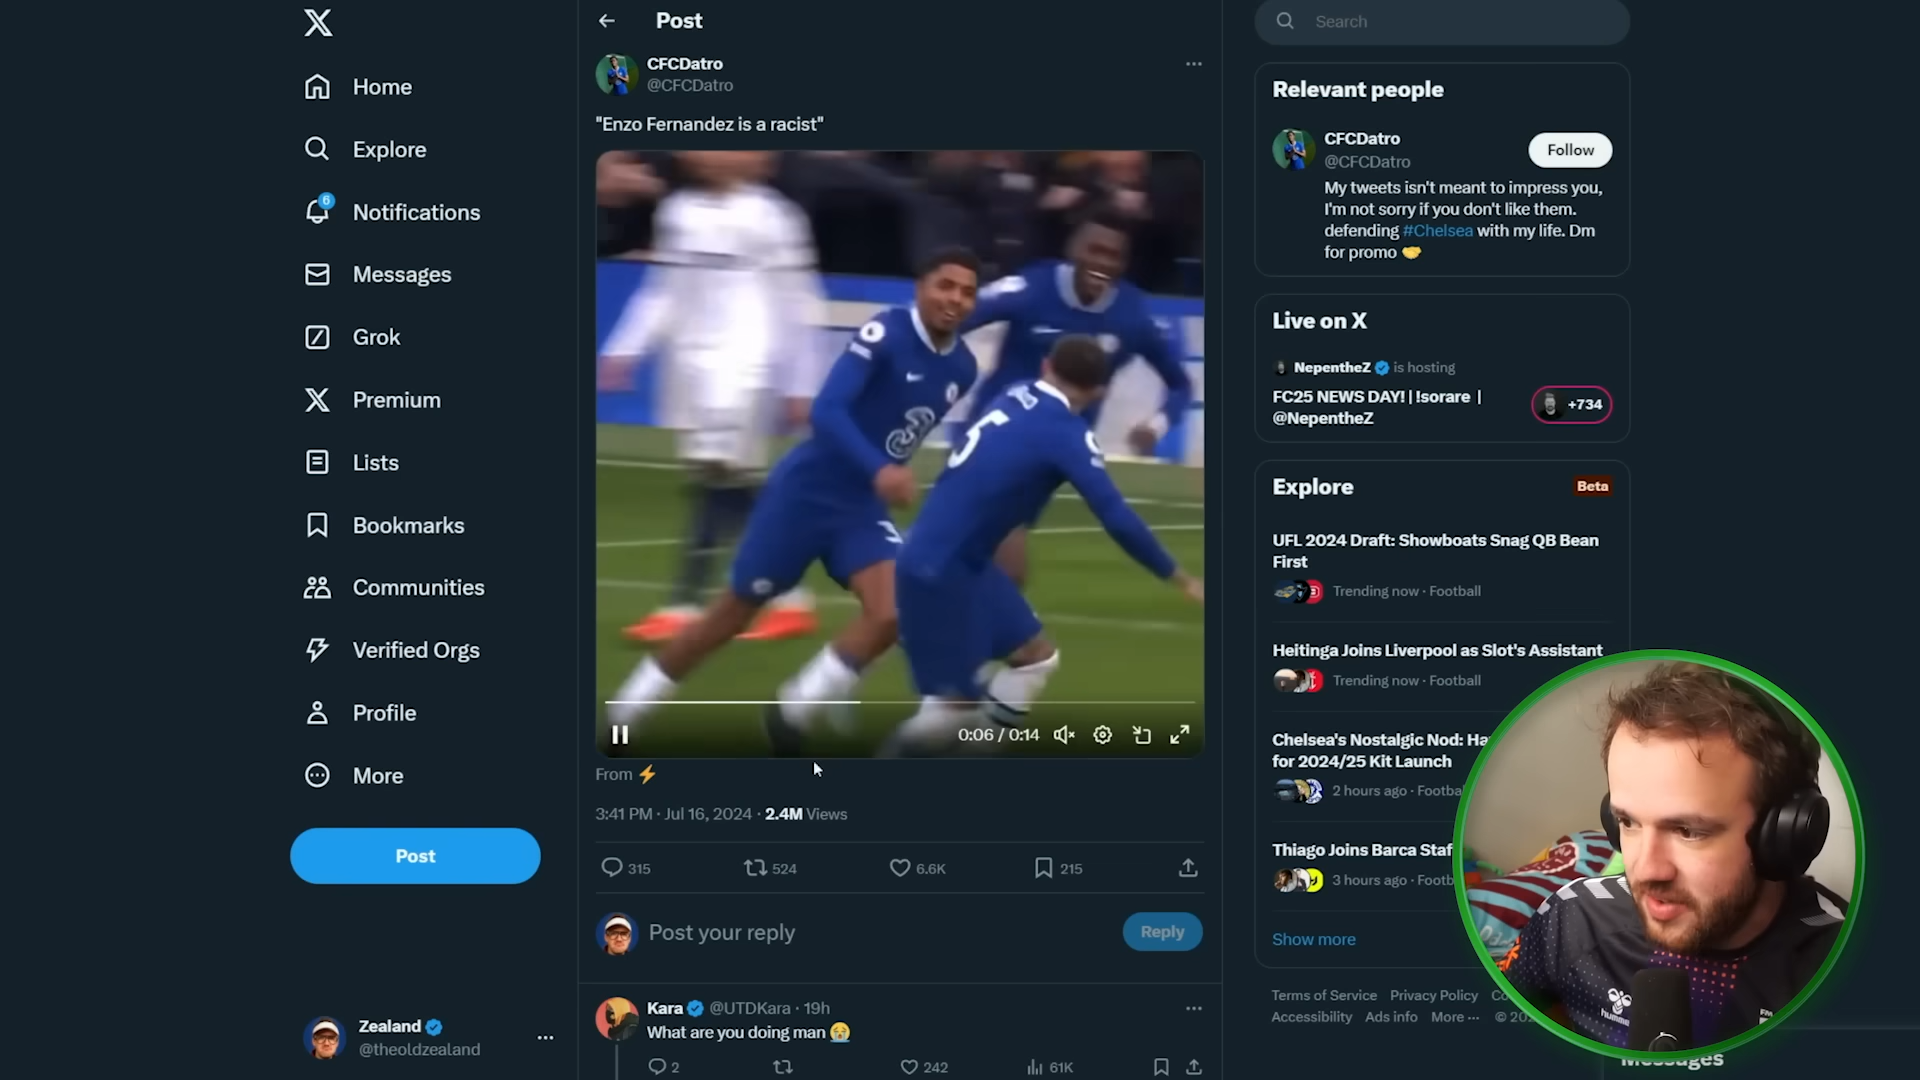 Home
Explore
6
Notifications
Messages
Grok
Premium
Lists
Bookmarks
Communities
Verified Orgs
Profile
More
Post
Zealand
@theoldzealand
Post
CFCDatro
@CFCDatro
"Enzo Fernandez is a racist"
5
0:06 / 0:14
From ⚡
3:41 PM · Jul 16, 2024 · 2.4M Views
315 524 6.6K 215
Post your reply
Reply
Kara @UTDKara · 19h
What are you doing man 😭
2 242 61K
Search
Relevant people
CFCDatro
@CFCDatro
Follow
My tweets isn't meant to impress you,
I'm not sorry if you don't like them.
defending #Chelsea with my life. Dm
for promo 🤝
Live on X
NepentheZ is hosting
FC25 NEWS DAY! | !sorare |
@NepentheZ
+734
Explore
Beta
UFL 2024 Draft: Showboats Snag QB Bean
First
Trending now · Football
Heitinga Joins Liverpool as Slot's Assistant
Trending now · Football
Chelsea's Nostalgic Nod:
for 2024/25 Kit Launch
2 hours ago ·
Thiago Joins Barca
3 hours ago ·
Show more
Terms of Service Privacy Policy
Accessibility Ads info More ··· ©
hummel
FM
Messages